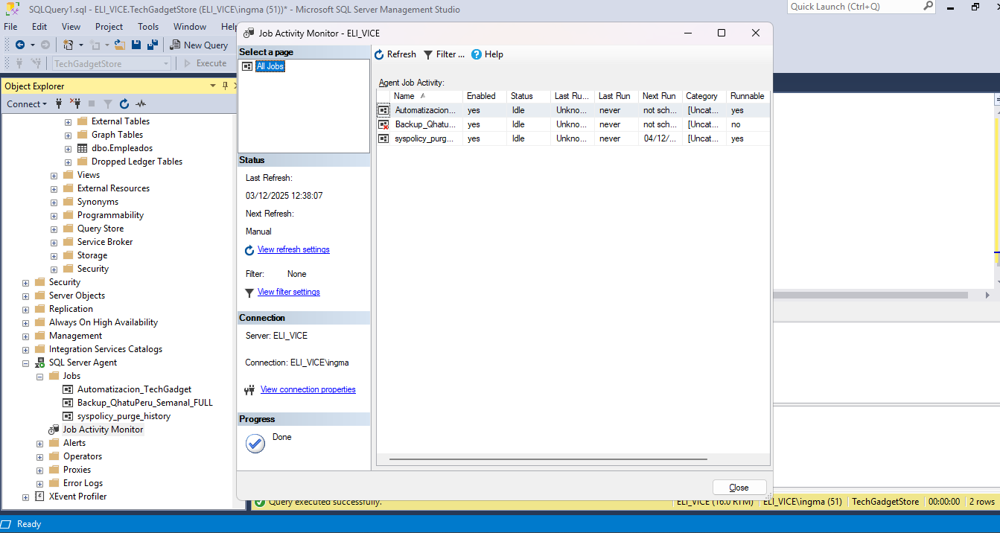 SQLQuery1.sql - ELI_VICE.TechGadgetStore (ELI_VICE\ingma (51))* - Microsoft SQL Server Management Studio
Quick Launch (Ctrl+Q)
File Edit View Project Tools Window Help
New Query
TechGadgetStore Execute
Object Explorer
Connect
External Tables
Graph Tables
dbo.Empleados
Dropped Ledger Tables
Views
External Resources
Synonyms
Programmability
Query Store
Service Broker
Storage
Security
Security
Server Objects
Replication
Always On High Availability
Management
Integration Services Catalogs
SQL Server Agent
Jobs
Automatizacion_TechGadget
Backup_QhatuPeru_Semanal_FULL
syspolicy_purge_history
Job Activity Monitor
Alerts
Operators
Proxies
Error Logs
XEvent Profiler
Job Activity Monitor - ELI_VICE
Select a page
All Jobs
Status
Last Refresh:
03/12/2025 12:38:07
Next Refresh:
Manual
View refresh settings
Filter: None
View filter settings
Connection
Server: ELI_VICE
Connection: ELI_VICE\ingma
View connection properties
Progress
Done
Refresh Filter ... Help
Agent Job Activity:
Name Enabled Status Last Ru... Last Run Next Run Category Runnable
Automatizacion... yes Idle Unkno... never not sch... [Uncat... yes
Backup_Qhatu... yes Idle Unkno... never not sch... [Uncat... no
syspolicy_purg... yes Idle Unkno... never 04/12/... [Uncat... yes
Close
Query executed successfully. ELI_VICE (16.0 RTM) ELI_VICE\ingma (51) TechGadgetStore 00:00:00 2 rows
Ready